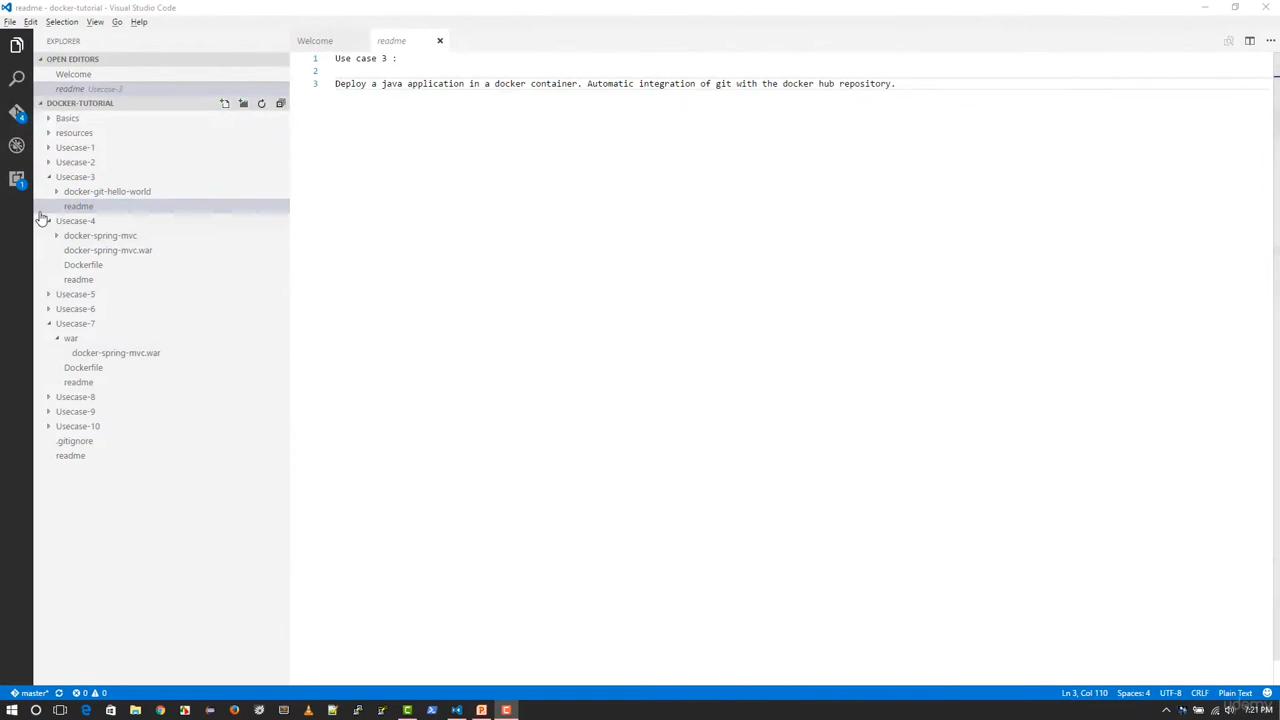 readme - docker-tutorial - Visual Studio Code
File Edit Selection View Go Help
EXPLORER
Welcome
readme
OPEN EDITORS
Welcome
readme Usecase-3
DOCKER-TUTORIAL
Basics
resources
Usecase-1
Usecase-2
Usecase-3
docker-git-hello-world
readme
Usecase-4
docker-spring-mvc
docker-spring-mvc.war
Dockerfile
readme
Usecase-5
Usecase-6
Usecase-7
war
docker-spring-mvc.war
Dockerfile
readme
Usecase-8
Usecase-9
Usecase-10
.gitignore
readme
4
1
1 Use case 3 :
2
3 Deploy a java application in a docker container. Automatic integration of git with the docker hub repository.
master* 0 0
Ln 3, Col 110 Spaces: 4 UTF-8 CRLF Plain Text
udemy
7:21 PM